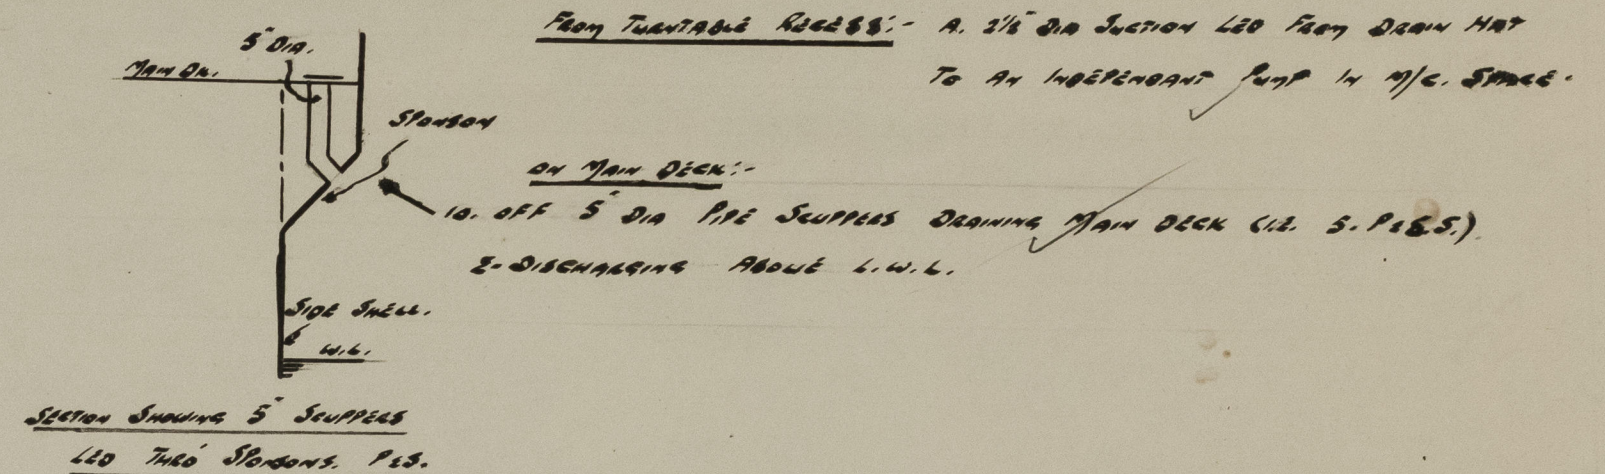 5" DIA.
MAIN DK.
SPONSON
SIDE SHELL.
W.L.
SECTION SHOWING 5" SCUPPERS
LED THRO' SPONSONS. P & S.
FROM TURNTABLE RECESS:-
A. 2½" DIA SUCTION LED FROM DRAIN HAT
TO AN INDEPENDANT PUMP IN M/C. SPACE.
ON MAIN DECK:-
10. OFF 5" DIA PIPE SCUPPERS DRAINING MAIN DECK (I.E. 5. P & S.S.)
& DISCHARGING ABOVE L.W.L.